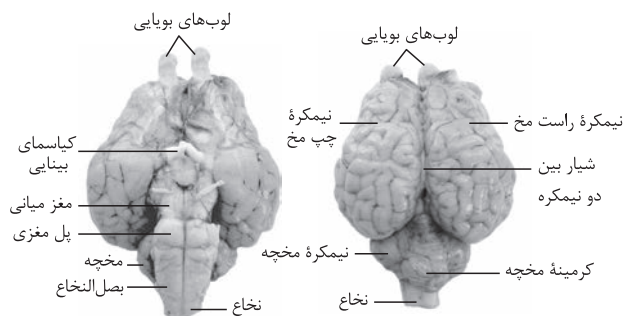 لوب‌های بویایی
نیمکرهٔ راست مخ
نیمکرهٔ
چپ مخ
شیار بین
دو نیمکره
نیمکرهٔ مخچه
کرمینهٔ مخچه
نخاع
لوب‌های بویایی
کیاسمای
بینایی
مغز میانی
پل مغزی
مخچه
بصل‌النخاع
نخاع